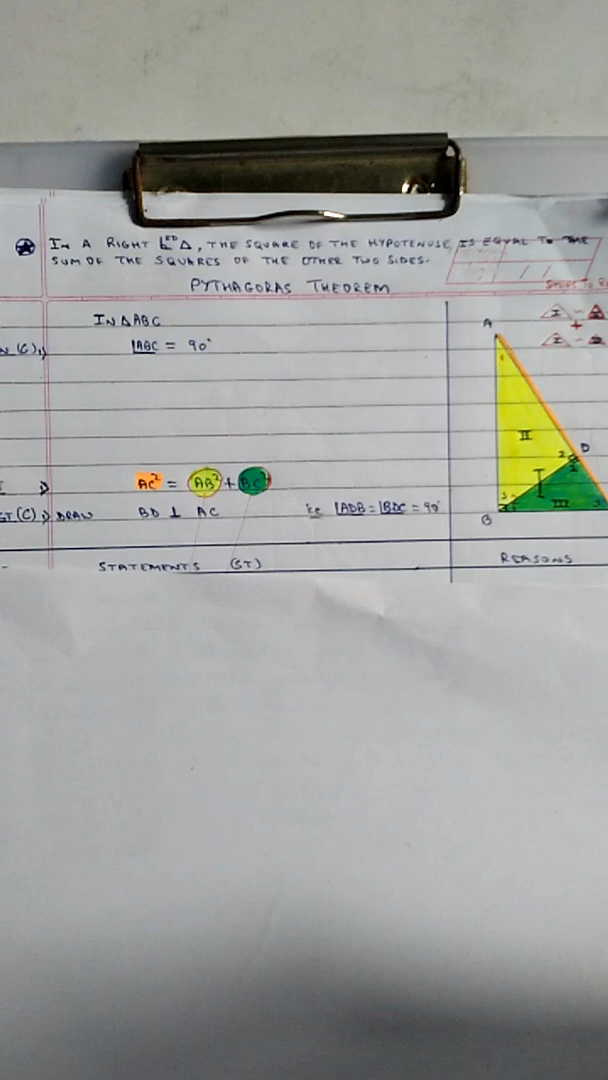 IN A RIGHT ∟ED Δ, THE SQUARE OF THE HYPOTENUSE IS EQUAL TO THE
SUM OF THE SQUARES OF THE OTHER TWO SIDES.
PYTHAGORAS THEOREM
IN ΔABC
∠ABC = 90°
AC² = AB² + BC²
DRAW BD ⊥ AC i.e ∠ADB = ∠BDC = 90°
STATEMENTS (ST) REASONS
A
I ~ II
+
I ~
II
D
I
III
B